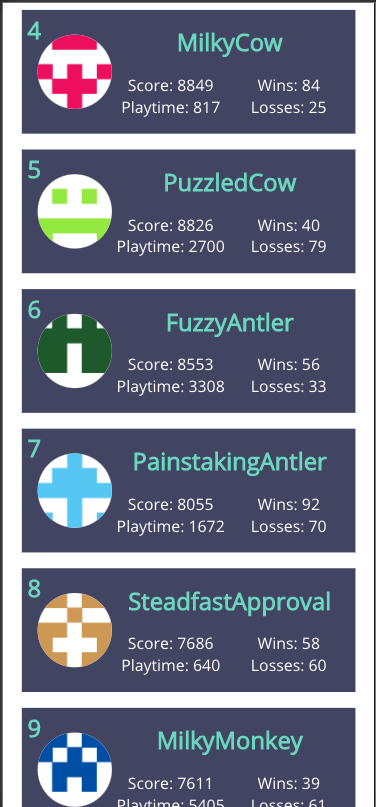 4
MilkyCow
Score: 8849 Wins: 84
Playtime: 817 Losses: 25
5
PuzzledCow
Score: 8826 Wins: 40
Playtime: 2700 Losses: 79
6
FuzzyAntler
Score: 8553 Wins: 56
Playtime: 3308 Losses: 33
7
PainstakingAntler
Score: 8055 Wins: 92
Playtime: 1672 Losses: 70
8
SteadfastApproval
Score: 7686 Wins: 58
Playtime: 640 Losses: 60
9
MilkyMonkey
Score: 7611 Wins: 39
Playtime: 5405 Losses: 61